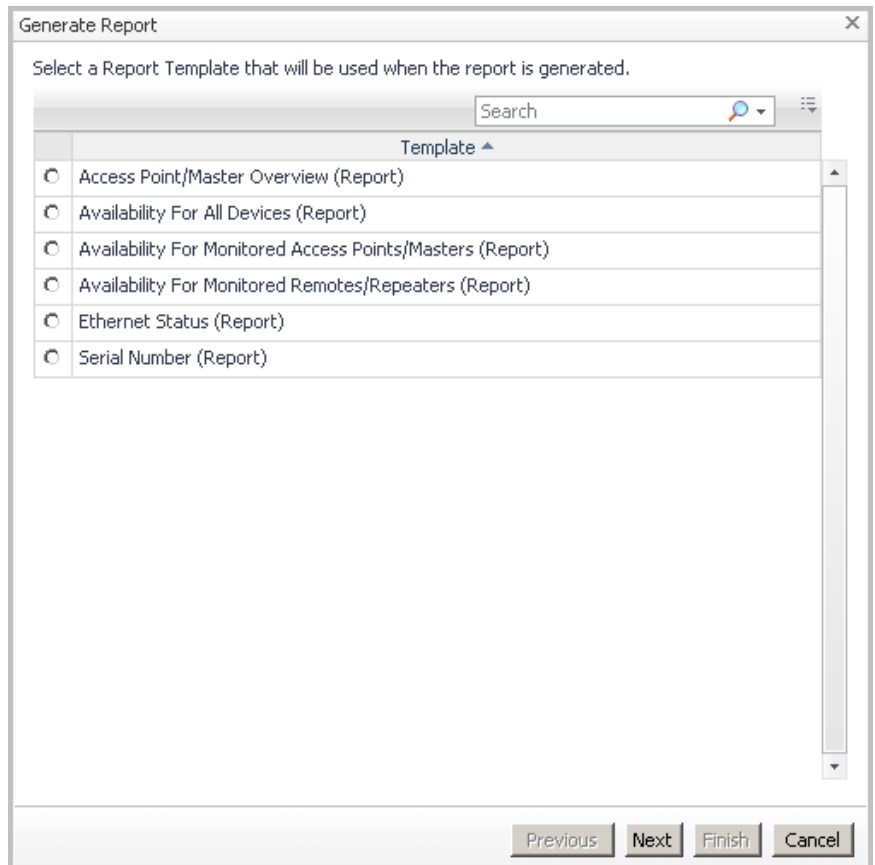 Generate Report
Select a Report Template that will be used when the report is generated.
Search
Template
Access Point/Master Overview (Report)
Availability For All Devices (Report)
Availability For Monitored Access Points/Masters (Report)
Availability For Monitored Remotes/Repeaters (Report)
Ethernet Status (Report)
Serial Number (Report)
Previous Next Finish Cancel